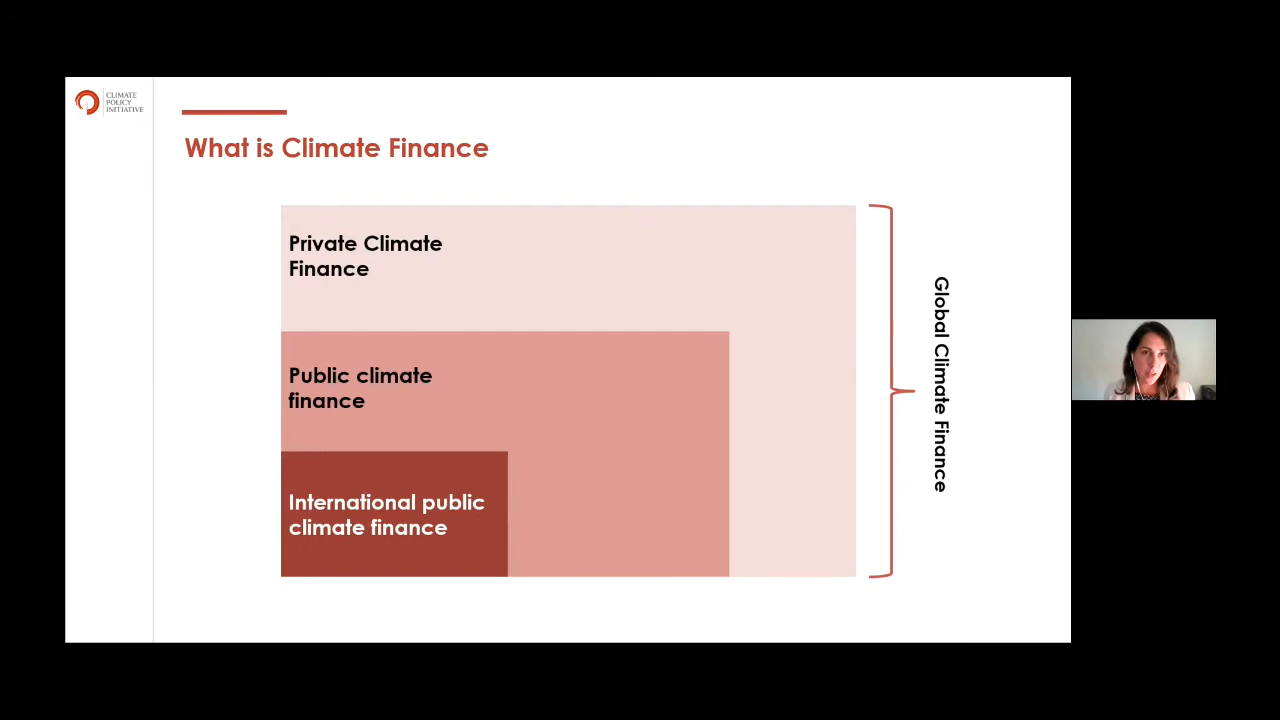 CLIMATE
POLICY
INITIATIVE
What is Climate Finance
Private Climate
Finance
Public climate
finance
International public
climate finance
Global Climate Finance